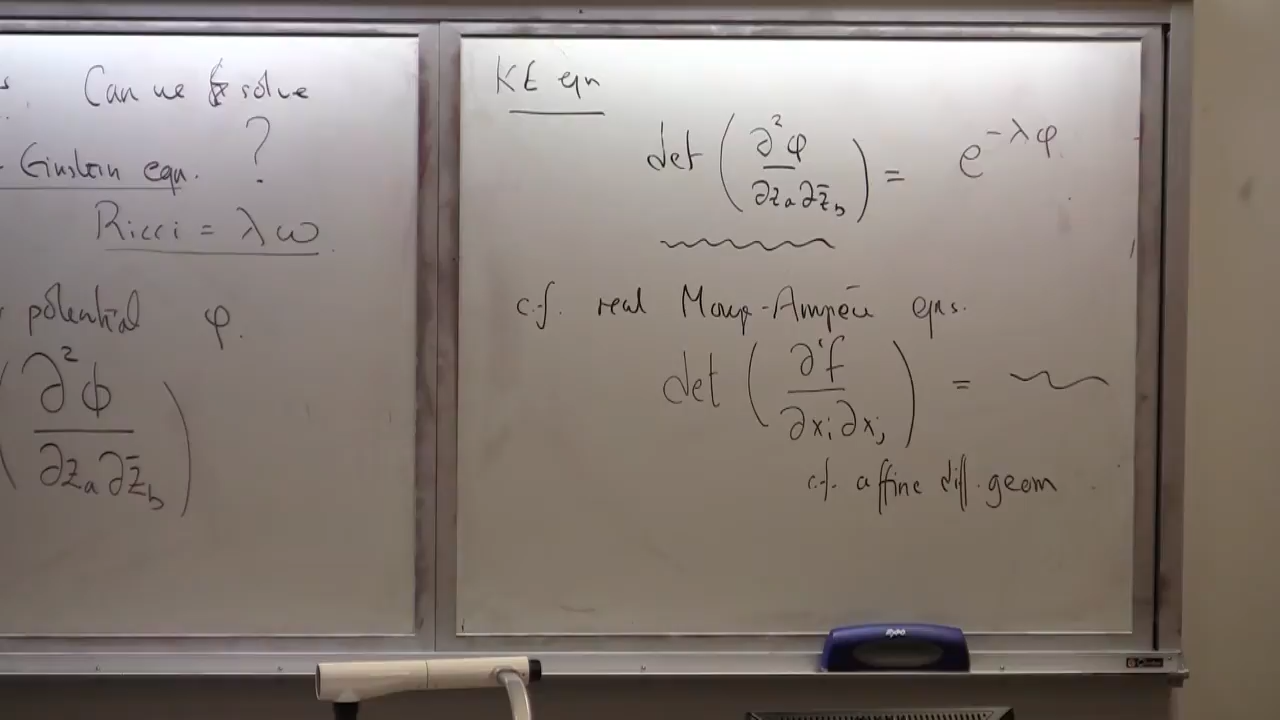 Can we solve
Einstein eqn. ?
Ricci = λω
potential φ.
(∂²ϕ / ∂z_a ∂z̄_b)
KE eqn
det (∂²φ / ∂z_a ∂z̄_b) = e^{-λφ}
c.f. real Monge-Ampère eqns.
det (∂²f / ∂x_i ∂x_j) = ~
c.f. affine diff. geom
EXPO